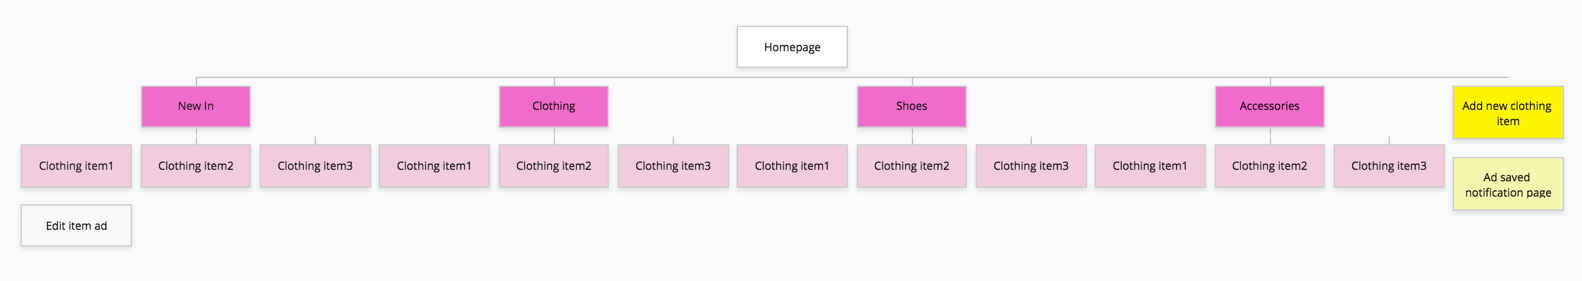 Homepage
New In
Clothing
Shoes
Accessories
Add new clothing
item
Clothing item1
Clothing item2
Clothing item3
Clothing item1
Clothing item2
Clothing item3
Clothing item1
Clothing item2
Clothing item3
Clothing item1
Clothing item2
Clothing item3
Ad saved
notification page
Edit item ad